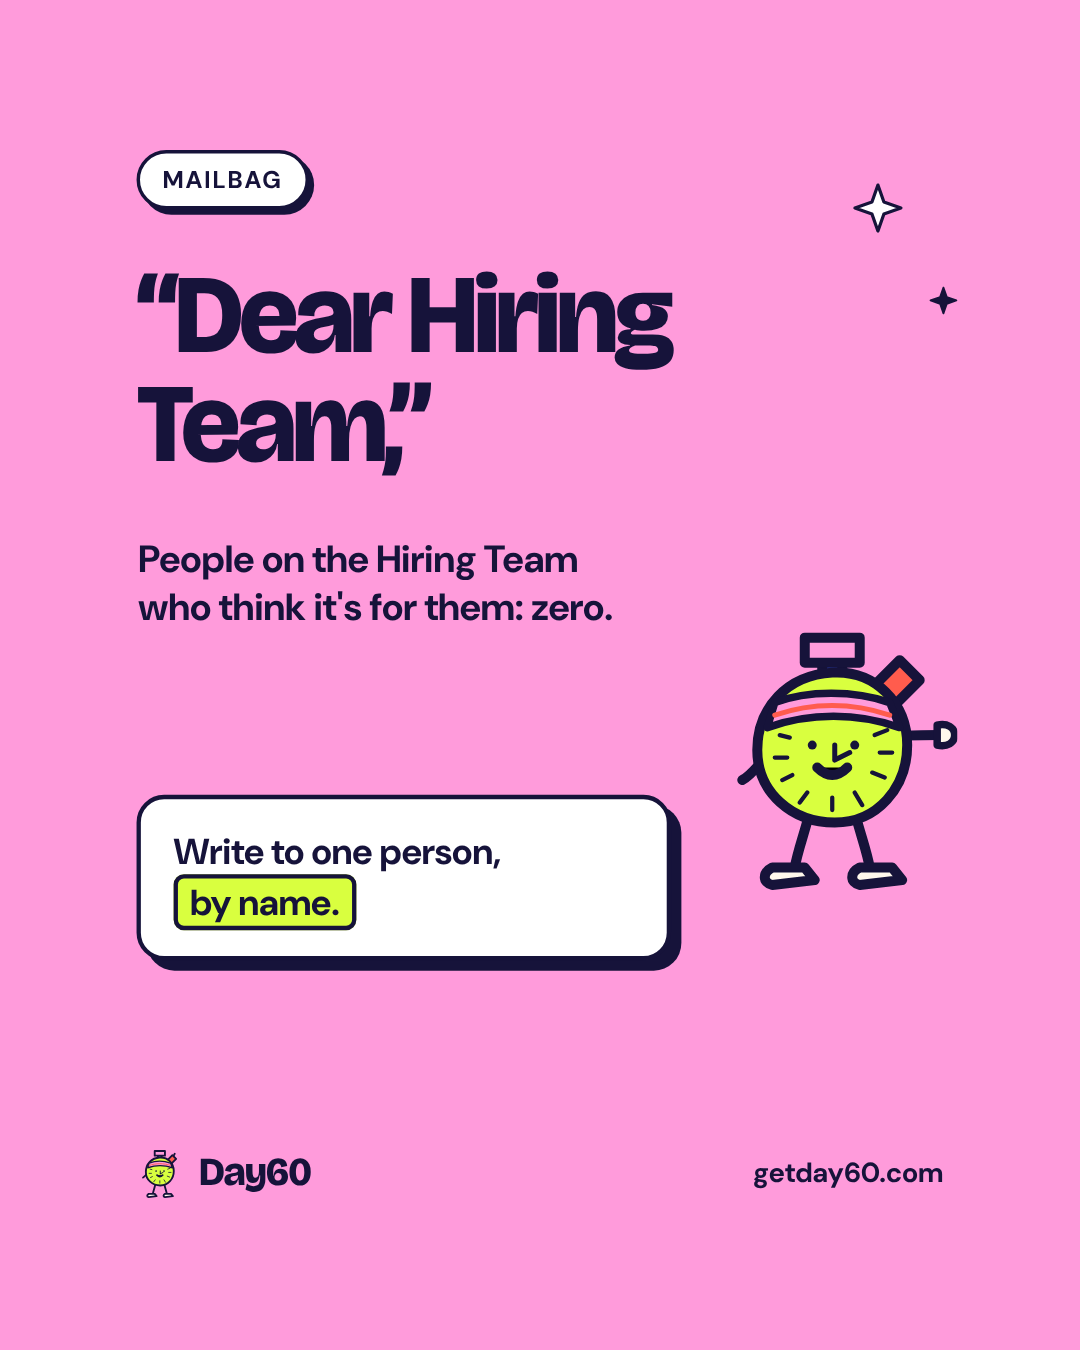 MAILBAG
“Dear Hiring
Team,”
People on the Hiring Team
who think it's for them: zero.
Write to one person,
by name.
Day60
getday60.com